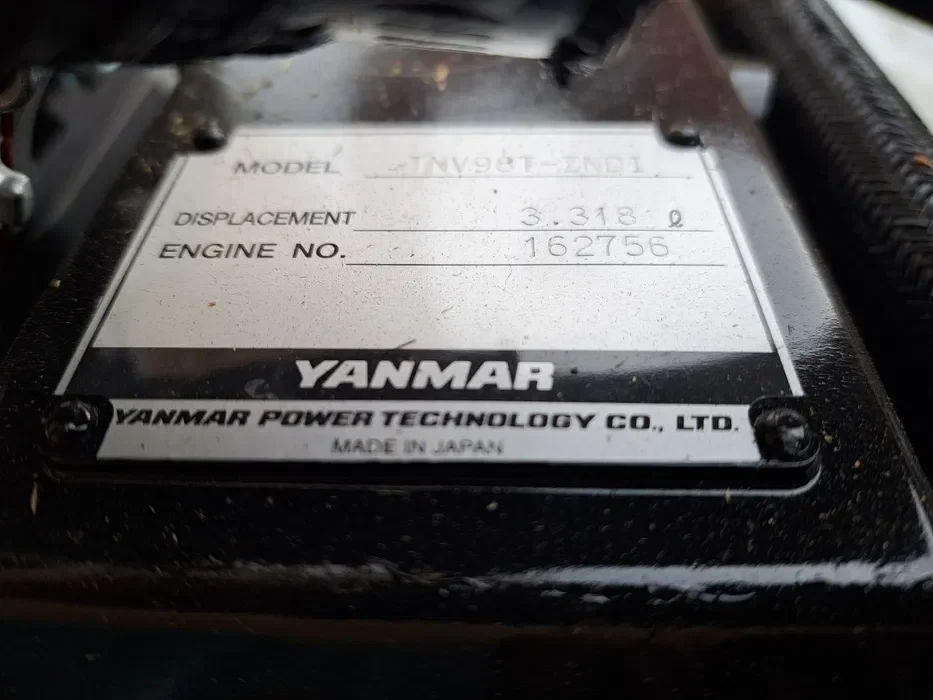 MODEL
DISPLACEMENT 3.318 ℓ
ENGINE NO. 162756
YANMAR
YANMAR POWER TECHNOLOGY CO., LTD.
MADE IN JAPAN